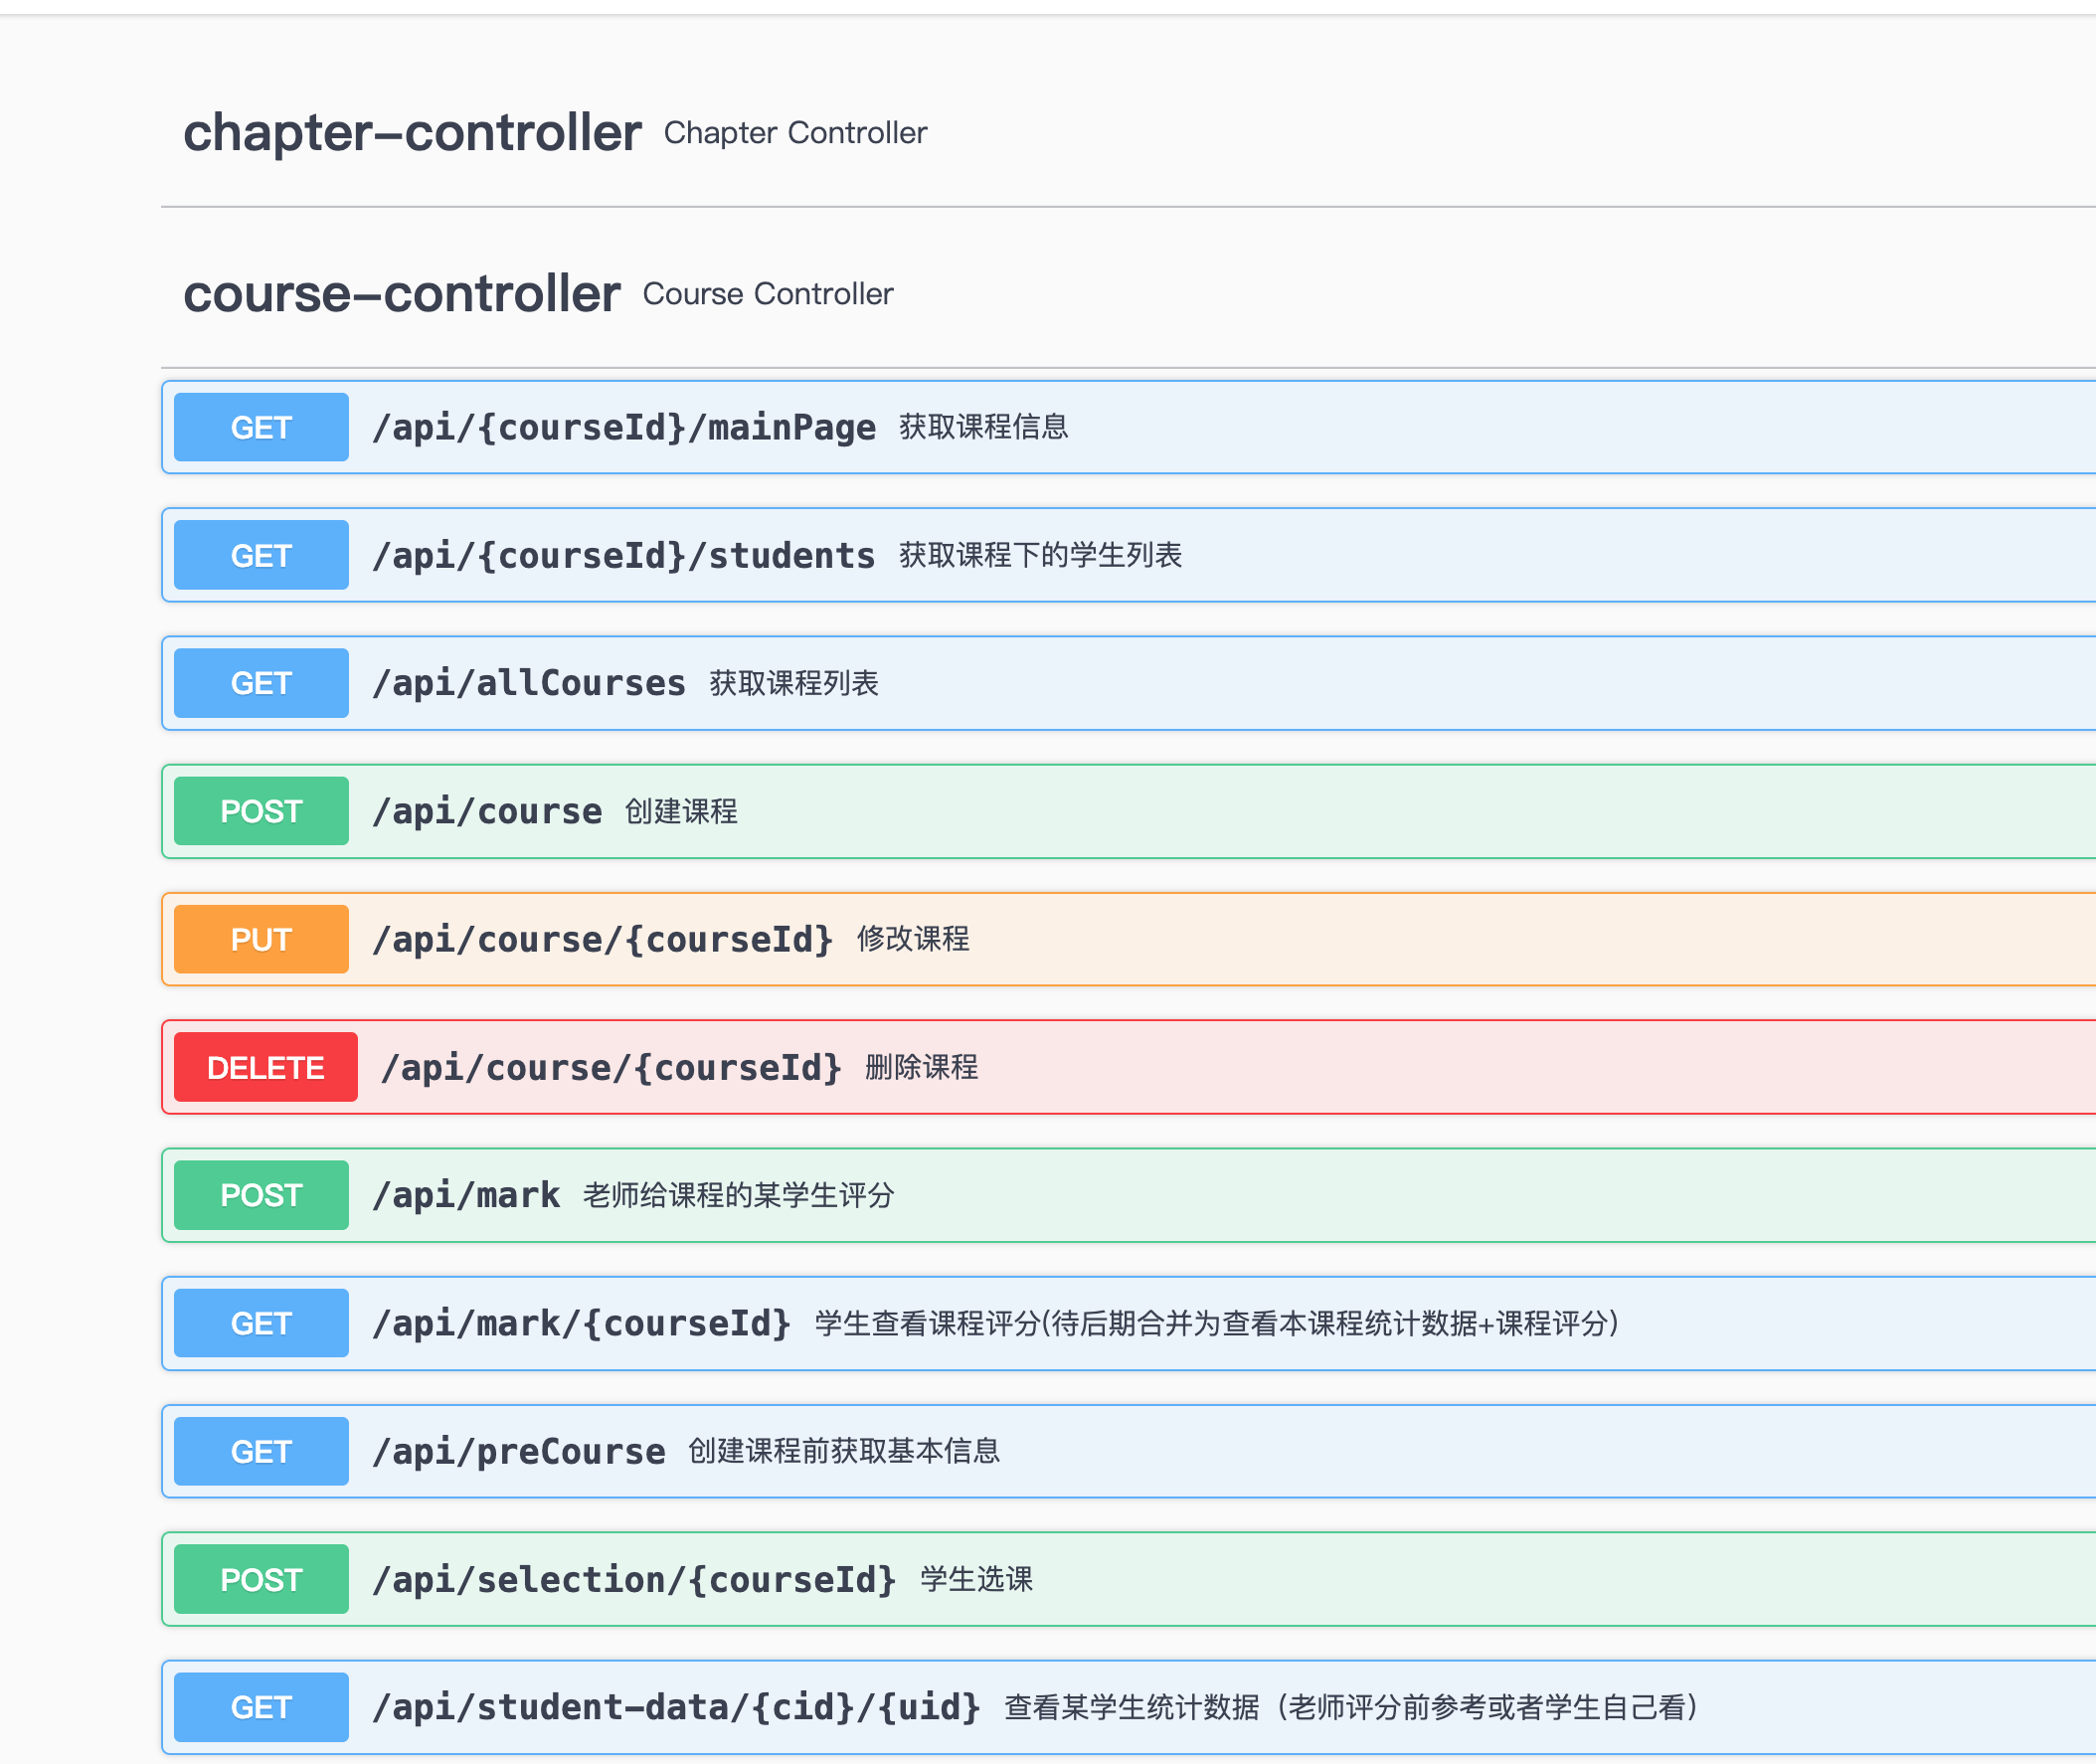 chapter-controller Chapter Controller
course-controller Course Controller
GET /api/{courseId}/mainPage 获取课程信息
GET /api/{courseId}/students 获取课程下的学生列表
GET /api/allCourses 获取课程列表
POST /api/course 创建课程
PUT /api/course/{courseId} 修改课程
DELETE /api/course/{courseId} 删除课程
POST /api/mark 老师给课程的某学生评分
GET /api/mark/{courseId} 学生查看课程评分(待后期合并为查看本课程统计数据+课程评分)
GET /api/preCourse 创建课程前获取基本信息
POST /api/selection/{courseId} 学生选课
GET /api/student-data/{cid}/{uid} 查看某学生统计数据（老师评分前参考或者学生自己看）